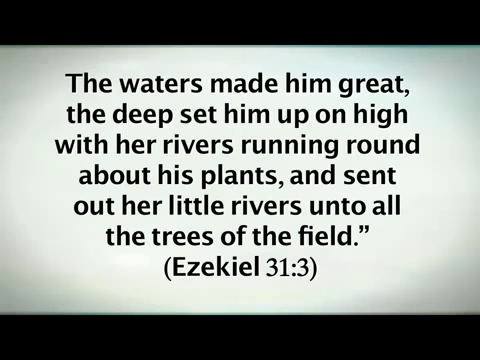 The waters made him great,
the deep set him up on high
with her rivers running round
about his plants, and sent
out her little rivers unto all
the trees of the field.”
(Ezekiel 31:3)